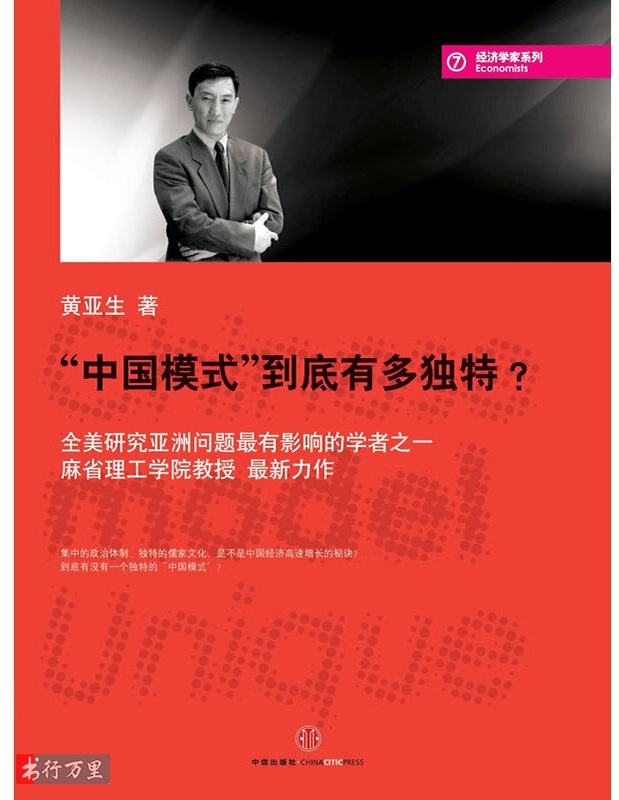 ⑦ 经济学家系列
Economists
黄亚生 著
“中国模式”到底有多独特？
全美研究亚洲问题最有影响的学者之一
麻省理工学院教授 最新力作
集中的政治体制、独特的儒家文化，是不是中国经济高速增长的秘诀？
到底有没有一个独特的“中国模式”？
China's
model
Unique
中信出版社·CHINACITICPRESS
书行万里